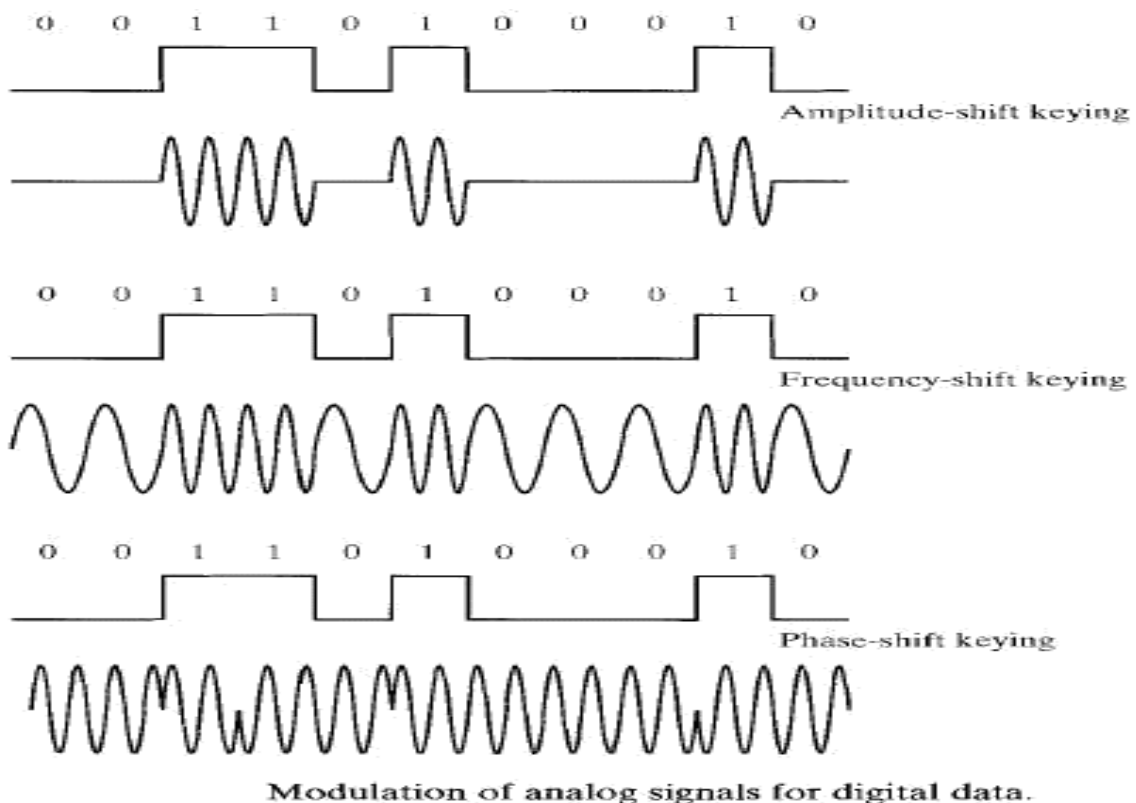 0 0 1 1 0 1 0 0 0 1 0
Amplitude-shift keying
0 0 1 1 0 1 0 0 0 1 0
Frequency-shift keying
0 0 1 1 0 1 0 0 0 1 0
Phase-shift keying
Modulation of analog signals for digital data.